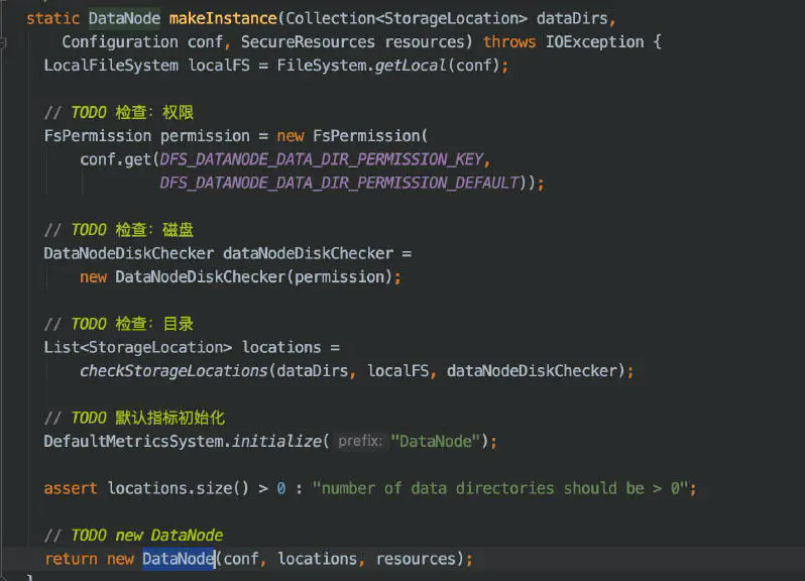 static DataNode makeInstance(Collection<StorageLocation> dataDirs,
    Configuration conf, SecureResources resources) throws IOException {
  LocalFileSystem localFS = FileSystem.getLocal(conf);

  // TODO 检查：权限
  FsPermission permission = new FsPermission(
      conf.get(DFS_DATANODE_DATA_DIR_PERMISSION_KEY,
               DFS_DATANODE_DATA_DIR_PERMISSION_DEFAULT));

  // TODO 检查：磁盘
  DataNodeDiskChecker dataNodeDiskChecker =
      new DataNodeDiskChecker(permission);

  // TODO 检查：目录
  List<StorageLocation> locations =
      checkStorageLocations(dataDirs, localFS, dataNodeDiskChecker);

  // TODO 默认指标初始化
  DefaultMetricsSystem.initialize( prefix: "DataNode");

  assert locations.size() > 0 : "number of data directories should be > 0";

  // TODO new DataNode
  return new DataNode(conf, locations, resources);
}